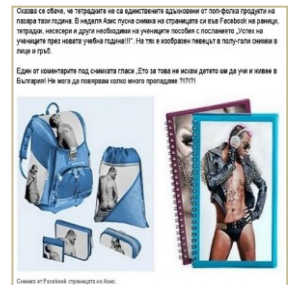 Оказва се обаче, че тетрадките не са единствените вдъхновени от поп-фолка продукти на
пазара тази година. В неделя Азис пусна снимка на страницата си във Facebook на раници,
тетрадки, несесери и други необходими на учениците пособия с посланието „Успех на
учениците през новата учебна година!!!“. На тях е изобразен певецът в полу-голи снимки в
лице и гръб.
Един от коментарите под снимката гласи „Ето за това не искам детето ми да учи и живее в
България! Не мога да повярвам колко много пропадаме ?!?!?!
Снимка от Facebook страницата на Азис.